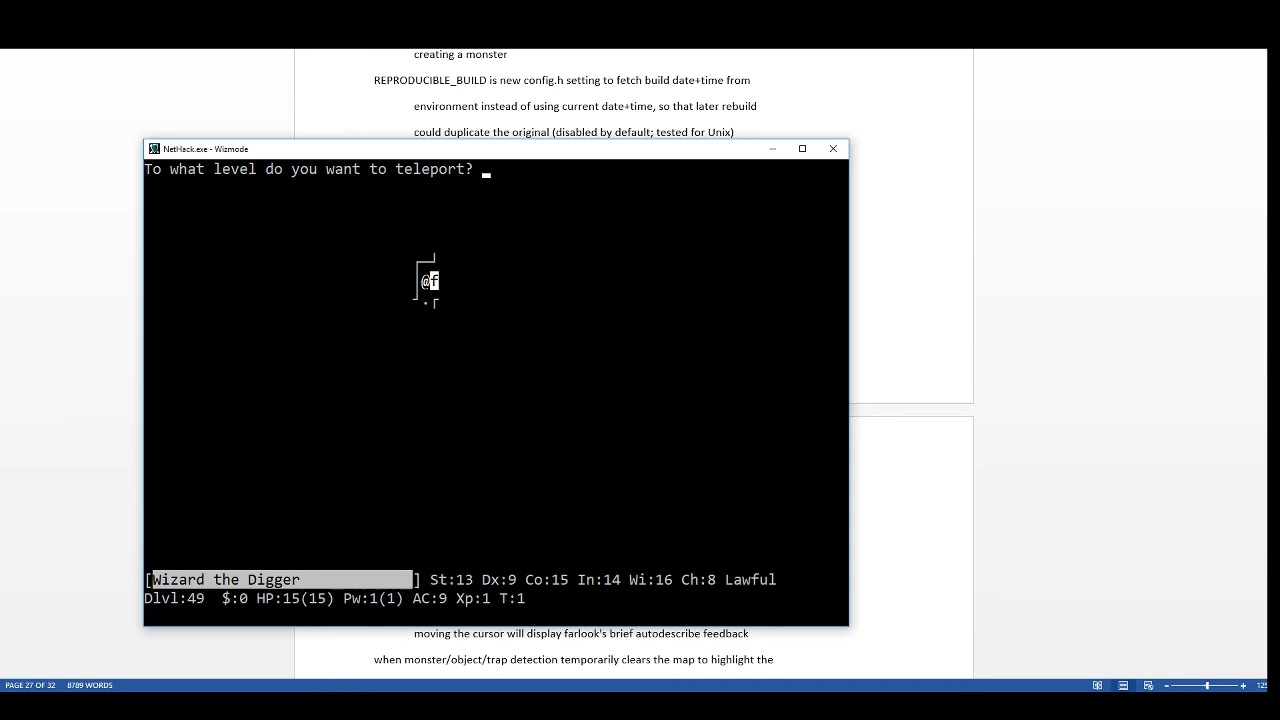 creating a monster
REPRODUCIBLE_BUILD is new config.h setting to fetch build date+time from
environment instead of using current date+time, so that later rebuild
could duplicate the original (disabled by default; tested for Unix)
NetHack.exe - Wizmode
To what level do you want to teleport?
@f
.
[Wizard the Digger ] St:13 Dx:9 Co:15 In:14 Wi:16 Ch:8 Lawful
Dlvl:49 $:0 HP:15(15) Pw:1(1) AC:9 Xp:1 T:1
moving the cursor will display farlook's brief autodescribe feedback
when monster/object/trap detection temporarily clears the map to highlight the
PAGE 27 OF 32 8789 WORDS